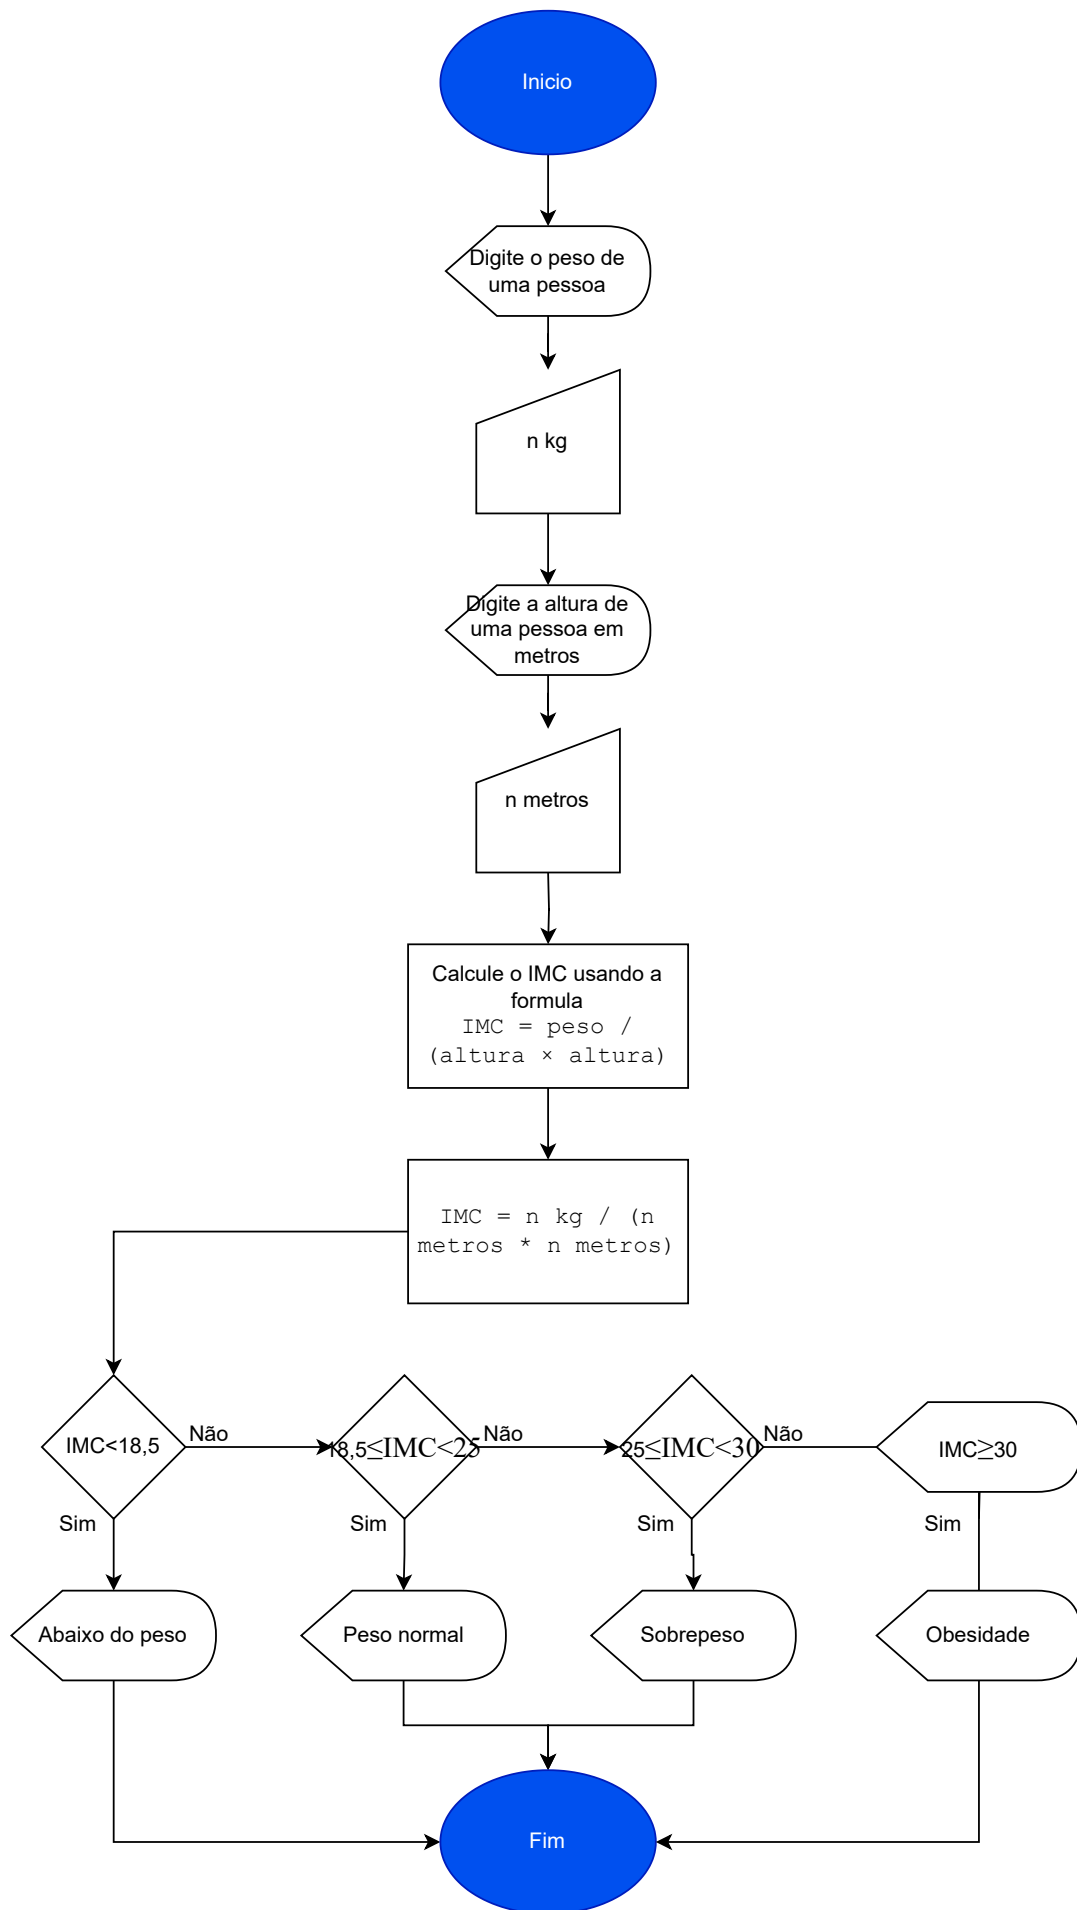 Inicio
Digite o peso de
uma pessoa
n kg
Digite a altura de
uma pessoa em
metros
n metros
Calcule o IMC usando a
formula
IMC = peso /
(altura × altura)
IMC = n kg / (n
metros * n metros)
IMC<18,5
Não
18,5≤IMC<25
Não
25≤IMC<30
Não
IMC≥30
Sim
Sim
Sim
Sim
Abaixo do peso
Peso normal
Sobrepeso
Obesidade
Fim